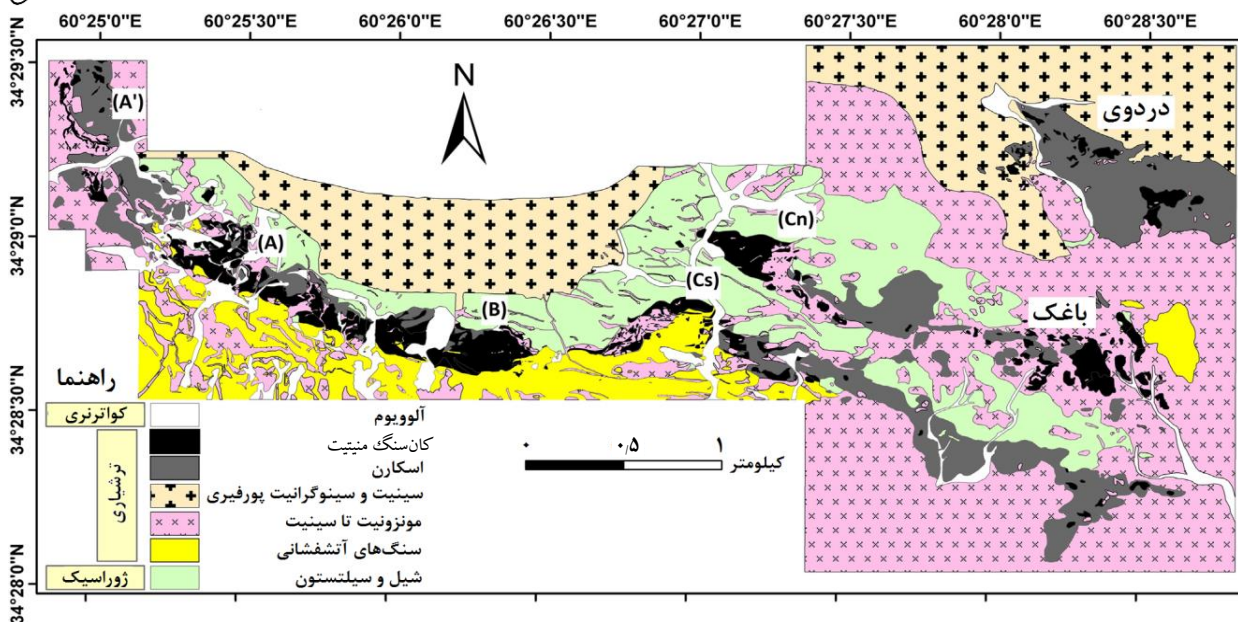 60°25'0"E 60°25'30"E 60°26'0"E 60°26'30"E 60°27'0"E 60°27'30"E 60°28'0"E 60°28'30"E
34°29'30"N
34°29'0"N
34°28'30"N
34°28'0"N
N
(A')
(A)
(B)
(Cn)
(Cs)
دردوی
باغک
راهنما
کواترنری
ترشیاری
ژوراسیک
آلوویوم
کان‌سنگ منیتیت
اسکارن
سینیت و سینوگرانیت پورفیری
مونزونیت تا سینیت
سنگ‌های آتشفشانی
شیل و سیلتستون
۰ ۰٫۵ ۱
کیلومتر